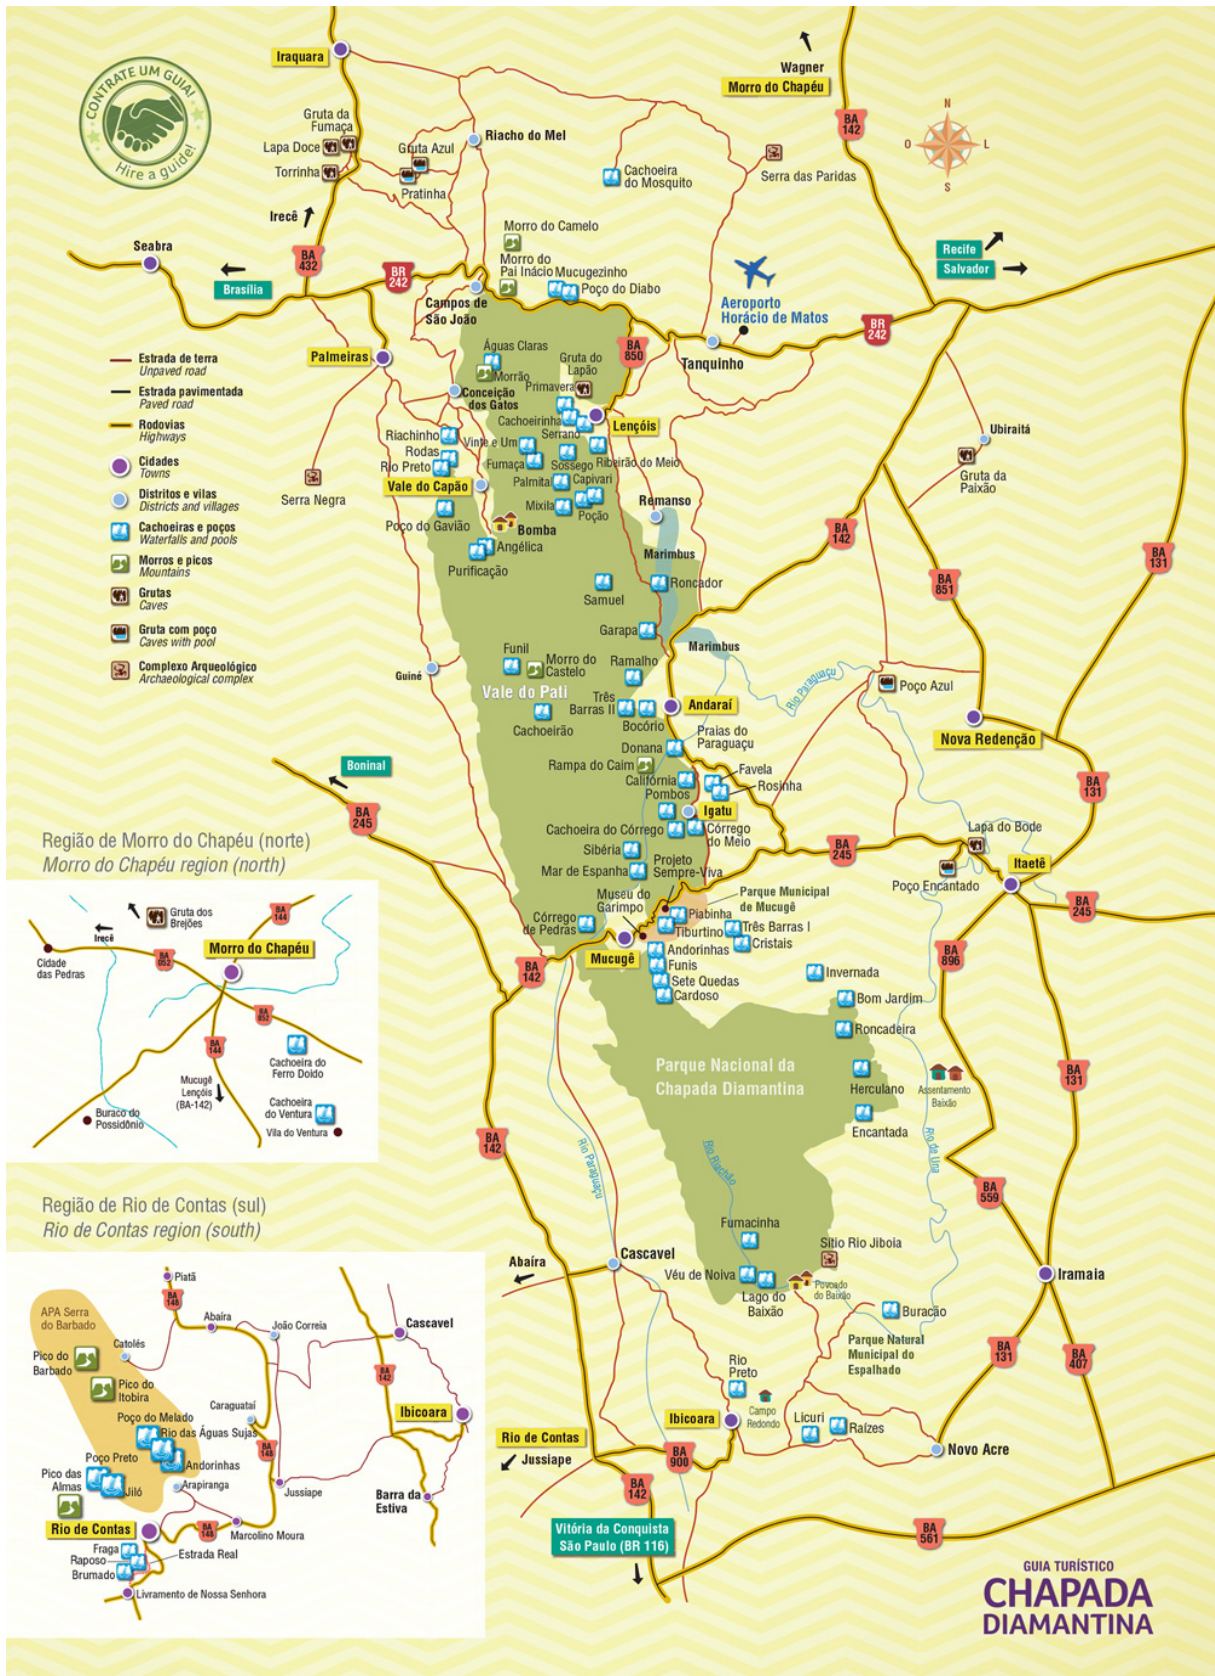 Iraquara
CONTRATE UM GUIA!
Hire a guide!
Wagner
Morro do Chapéu
BA
142
N
O
L
S
Gruta da
Fumaça
Lapa Doce
Torrinha
Gruta Azul
Pratinha
Riacho do Mel
Cachoeira
do Mosquito
Serra das Paridas
Irecê
Seabra
BA
432
BR
242
Brasília
Morro do Camelo
Morro do
Pai Inácio
Mucugezinho
Poço do Diabo
Recife
Salvador
Aeroporto
Horácio de Matos
Campos de
São João
BR
242
BA
850
Tanquinho
Palmeiras
Estrada de terra
Unpaved road
Estrada pavimentada
Paved road
Rodovias
Highways
Cidades
Towns
Distritos e vilas
Districts and villages
Cachoeiras e poços
Waterfalls and pools
Morros e picos
Mountains
Grutas
Caves
Gruta com poço
Caves with pool
Complexo Arqueológico
Archaeological complex
Águas Claras
Morrão
Gruta do
Lapão
Primavera
Conceição
dos Gatos
Cachoeirinha
Lençóis
Serrano
Riachinho
Rodas
Rio Preto
Vinte e Um
Fumaça
Sossego
Ribeirão do Meio
Serra Negra
Vale do Capão
Palmital
Capivari
Mixila
Poção
Poço do Gavião
Bomba
Angélica
Purificação
Remanso
Marimbus
Roncador
Samuel
Garapa
Marimbus
Ubiraitá
Gruta da
Paixão
BA
142
BA
851
BA
131
Guiné
Funil
Morro do
Castelo
Ramalho
Vale do Pati
Cachoeirão
Três
Barras II
Bocório
Andaraí
Rio Paraguaçu
Poço Azul
Nova Redenção
Donana
Praias do
Paraguaçu
Rampa do Caim
Califórnia
Favela
Rosinha
Pombos
Igatu
BA
131
Boninal
BA
245
Cachoeira do Córrego
Córrego
do Meio
Sibéria
Mar de Espanha
Projeto
Sempre-Viva
BA
245
Lapa do Bode
Poço Encantado
Itaetê
BA
245
Museu do
Garimpo
Parque Municipal
de Mucugê
Córrego
de Pedras
Piabinha
Tiburtino
Três Barras I
Cristais
Mucugê
Andorinhas
Funis
Sete Quedas
Cardoso
BA
142
BA
896
Invernada
Bom Jardim
Roncadeira
Herculano
Encantada
Parque Nacional da
Chapada Diamantina
Assentamento
Baixão
BA
131
Rio de Una
Região de Morro do Chapéu (norte)
Morro do Chapéu region (north)
Gruta dos
Brejões
BA
144
Irecê
Cidade
das Pedras
Morro do Chapéu
BA
052
BA
052
BA
144
Cachoeira do
Ferro Doido
Mucugê
Lençóis
(BA-142)
Cachoeira
do Ventura
Buraco do
Possidônio
Vila do Ventura
BA
142
Rio Paraguaçu
Rio Riachão
BA
559
Região de Rio de Contas (sul)
Rio de Contas region (south)
Fumacinha
Sítio Rio Jiboia
Abaíra
Cascavel
Véu de Noiva
Lago do
Baixão
Povoado
do Baixão
Buracão
Iramaia
Parque Natural
Municipal do
Espalhado
BA
131
BA
407
Rio
Preto
Campo
Redondo
Ibicoara
Licuri
Raízes
Novo Acre
Rio de Contas
Jussiape
BA
900
BA
142
Vitória da Conquista
São Paulo (BR 116)
BA
561
Piatã
BA
148
APA Serra
do Barbado
Abaíra
João Correia
Cascavel
Catolés
Pico do
Barbado
Pico do
Itobira
BA
142
Caraguataí
Ibicoara
Poço do Melado
Rio das Águas Sujas
Poço Preto
Andorinhas
BA
148
Pico das
Almas
Jiló
Arapiranga
Jussiape
Barra da
Estiva
Rio de Contas
BA
148
Marcolino Moura
Fraga
Raposo
Brumado
Estrada Real
Livramento de Nossa Senhora
GUIA TURÍSTICO
CHAPADA
DIAMANTINA